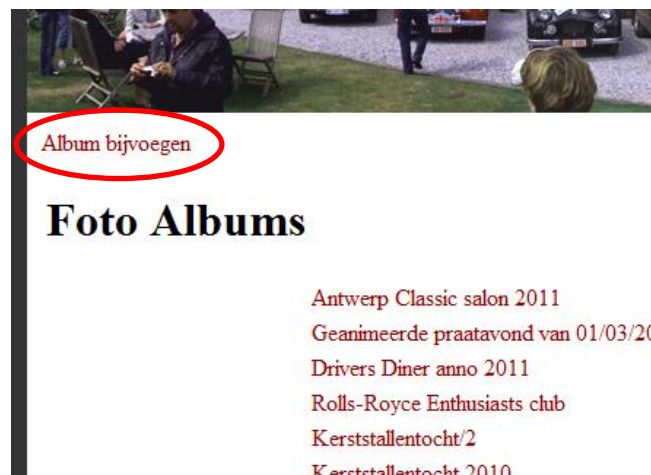 Album bijvoegen
Foto Albums
Antwerp Classic salon 2011
Geanimeerde praatavond van 01/03/20
Drivers Diner anno 2011
Rolls-Royce Enthusiasts club
Kerststallentocht/2
Kerststallentocht 2010